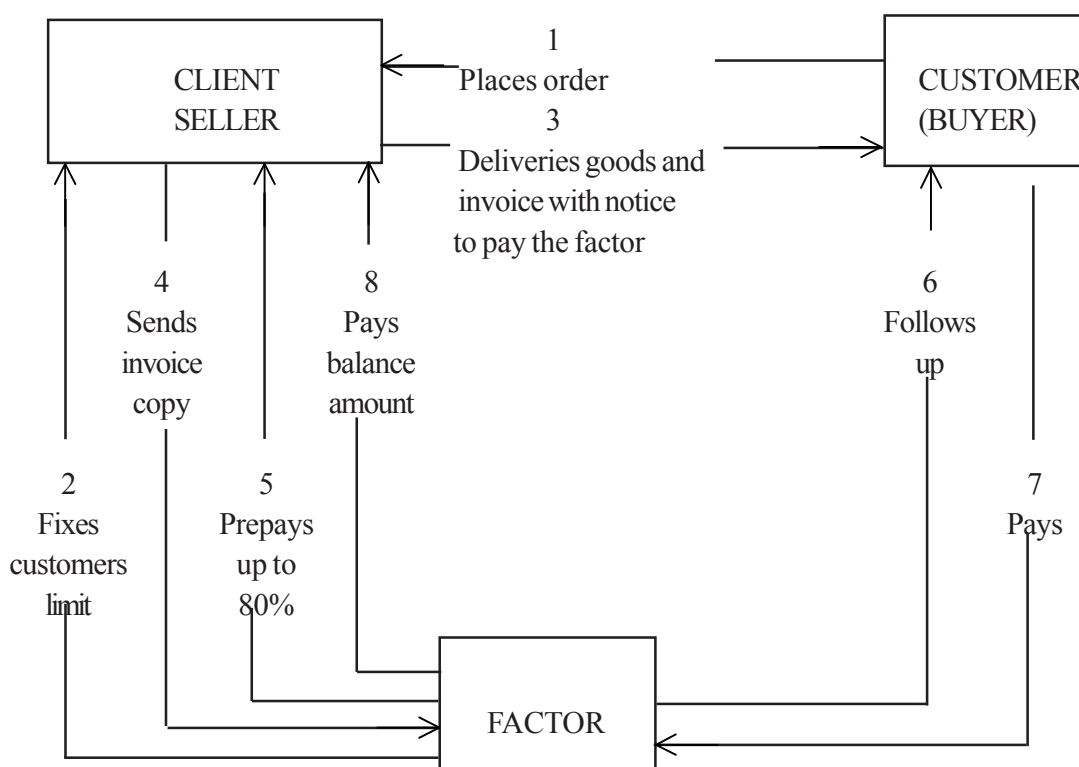 CLIENT
SELLER
1
Places order
3
Deliveries goods and
invoice with notice
to pay the factor
CUSTOMER
(BUYER)
4
Sends
invoice
copy
8
Pays
balance
amount
6
Follows
up
2
Fixes
customers
limit
5
Prepays
up to
80%
7
Pays
FACTOR